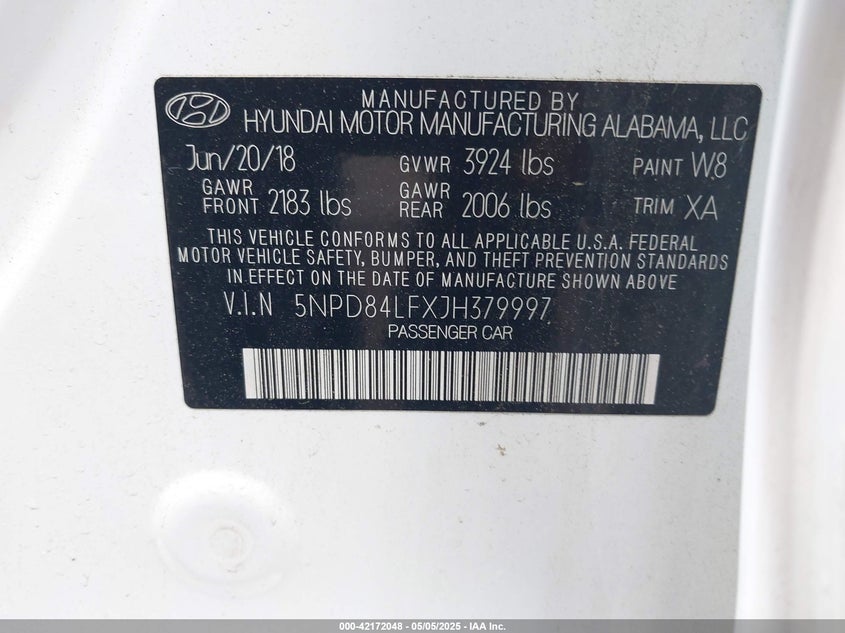 MANUFACTURED BY
HYUNDAI MOTOR MANUFACTURING ALABAMA, LLC
Jun/20/18 GVWR 3924 lbs PAINT W8
GAWR FRONT 2183 lbs GAWR REAR 2006 lbs TRIM XA
THIS VEHICLE CONFORMS TO ALL APPLICABLE U.S.A. FEDERAL
MOTOR VEHICLE SAFETY, BUMPER, AND THEFT PREVENTION STANDARDS
IN EFFECT ON THE DATE OF MANUFACTURE SHOWN ABOVE
V.I.N 5NPD84LFXJH379997
PASSENGER CAR
000-42172048 - 05/05/2025 - IAA Inc.